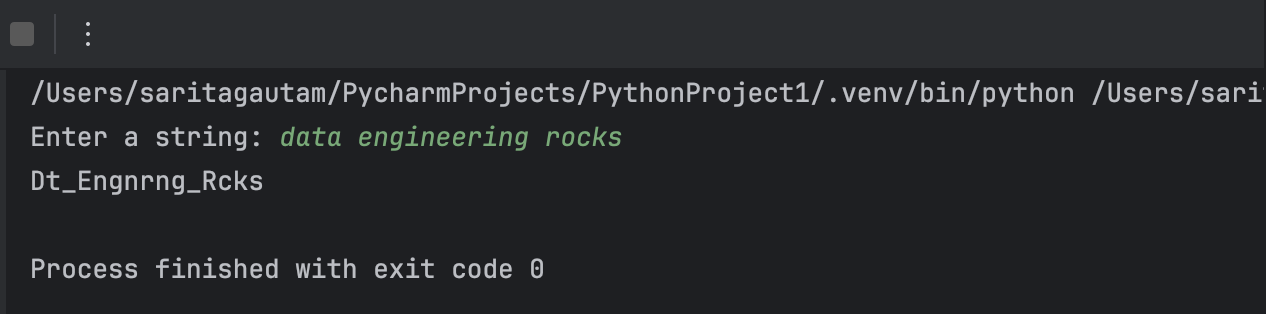 /Users/saritagautam/PycharmProjects/PythonProject1/.venv/bin/python /Users/sari
Enter a string: data engineering rocks
Dt_Engnrng_Rcks
Process finished with exit code 0